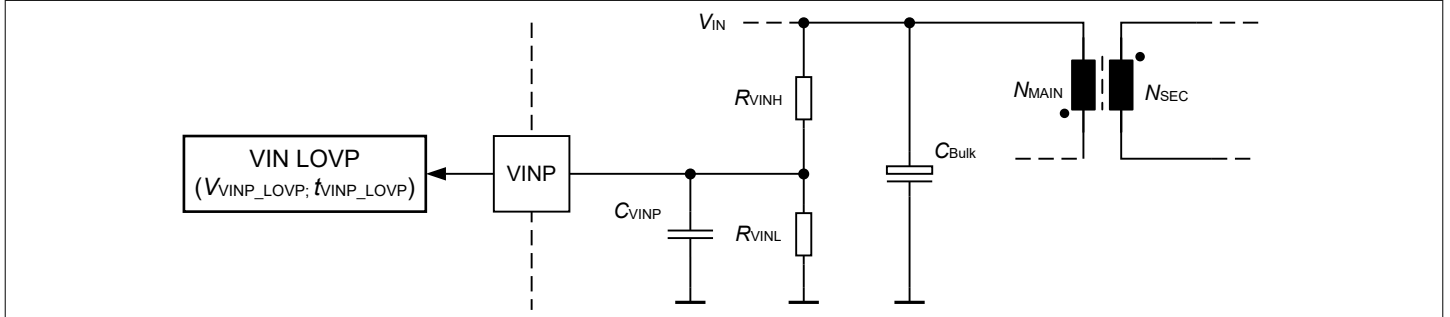 VIN
RVINH
NMAIN
NSEC
VIN LOVP
(VVINP_LOVP; tVINP_LOVP)
VINP
CBulk
CVINP
RVINL